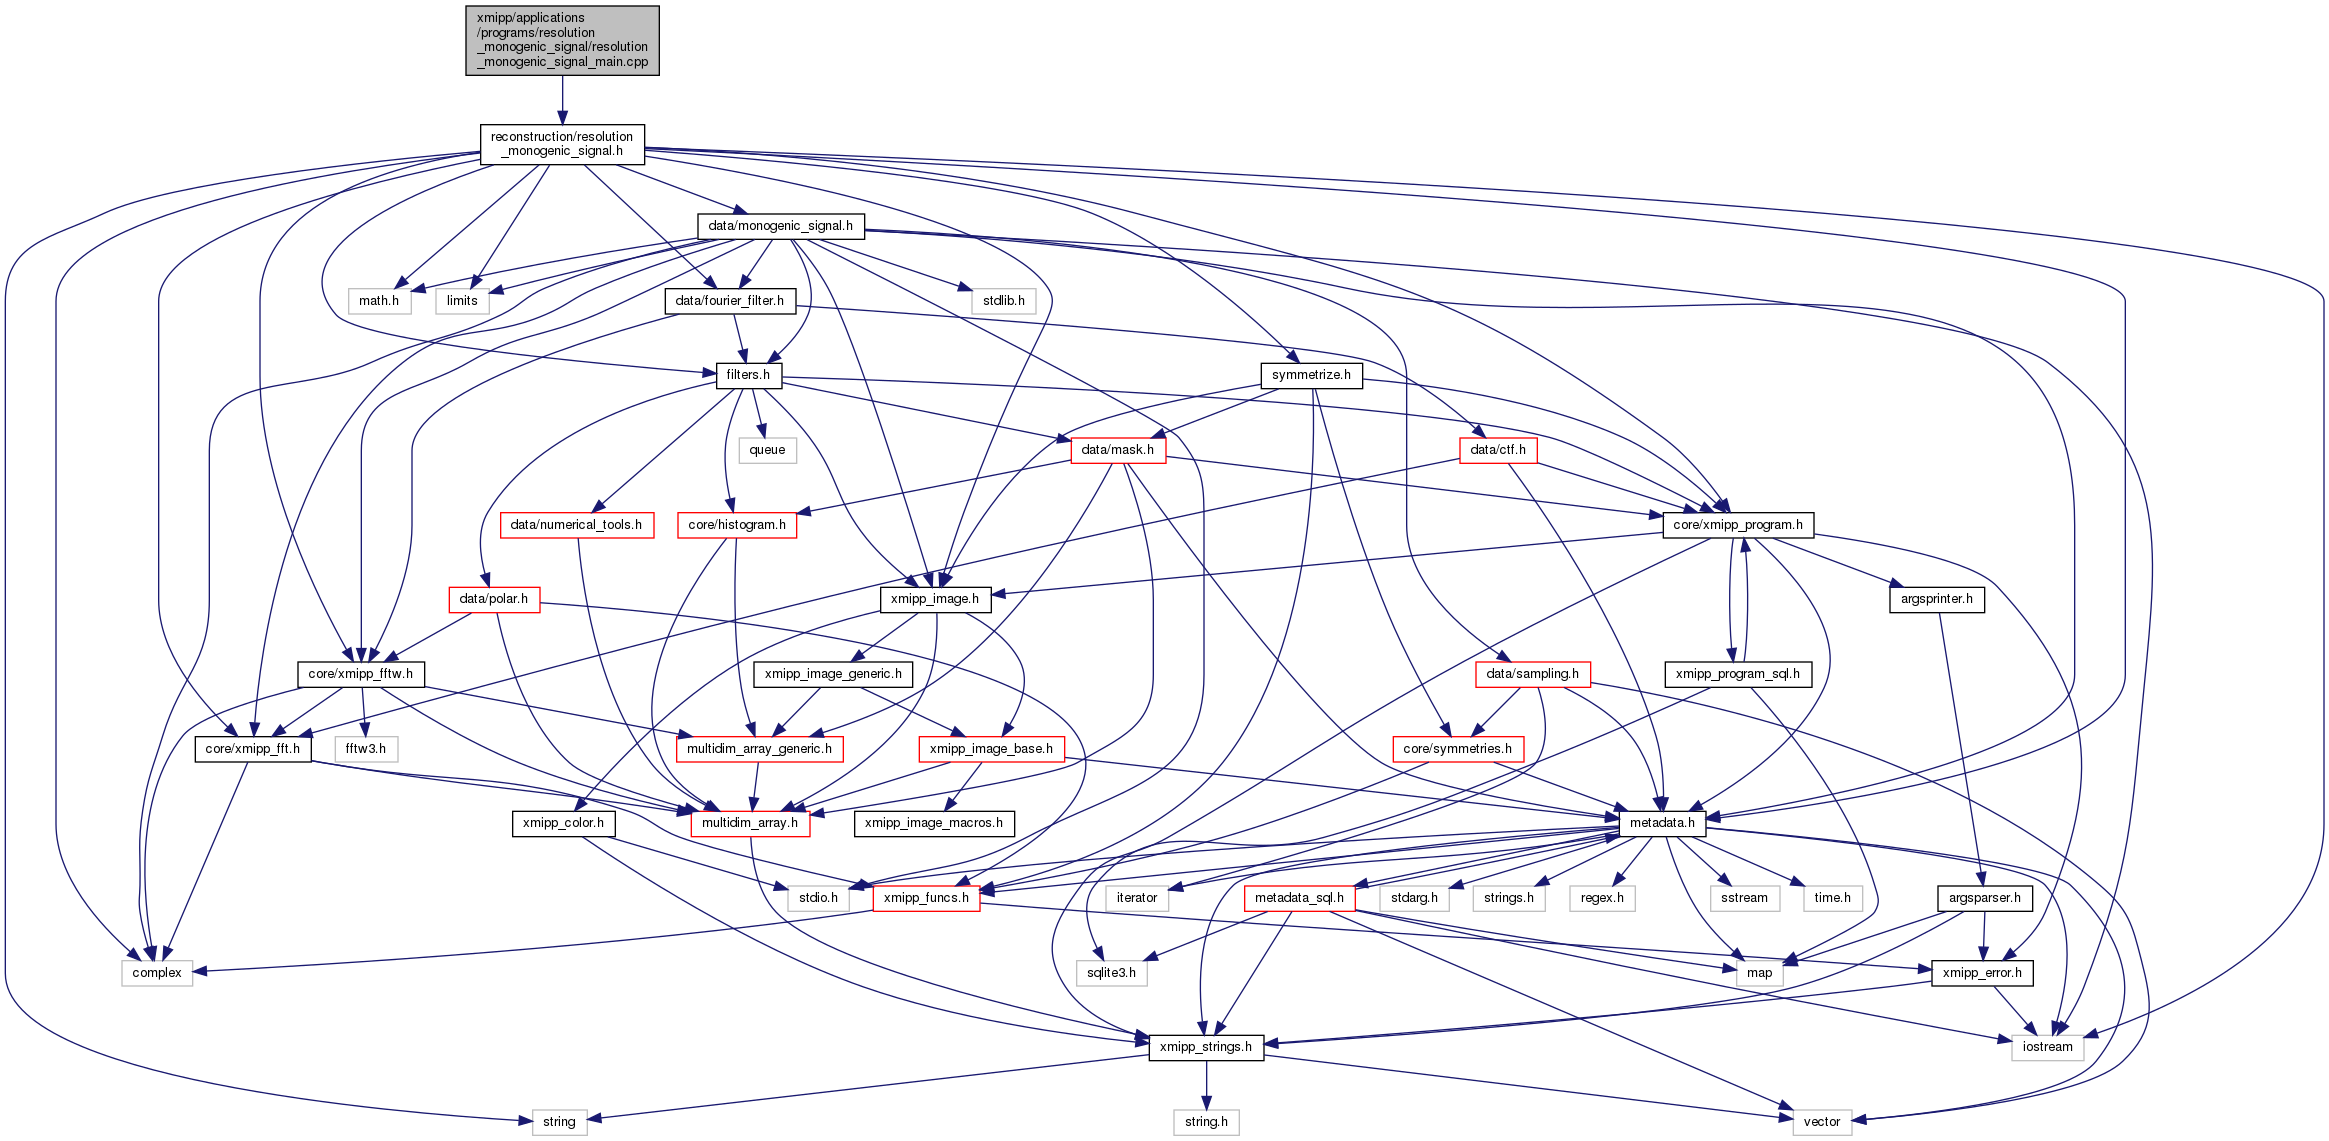 xmipp/applications
/programs/resolution
_monogenic_signal/resolution
_monogenic_signal_main.cpp
reconstruction/resolution
_monogenic_signal.h
data/monogenic_signal.h
math.h
limits
data/fourier_filter.h
stdlib.h
filters.h
symmetrize.h
queue
data/mask.h
data/ctf.h
data/numerical_tools.h
core/histogram.h
core/xmipp_program.h
data/polar.h
xmipp_image.h
argsprinter.h
core/xmipp_fftw.h
xmipp_image_generic.h
data/sampling.h
xmipp_program_sql.h
core/xmipp_fft.h
fftw3.h
multidim_array_generic.h
xmipp_image_base.h
core/symmetries.h
xmipp_color.h
multidim_array.h
xmipp_image_macros.h
metadata.h
stdio.h
xmipp_funcs.h
iterator
metadata_sql.h
stdarg.h
strings.h
regex.h
sstream
time.h
argsparser.h
complex
sqlite3.h
map
xmipp_error.h
xmipp_strings.h
iostream
string
string.h
vector